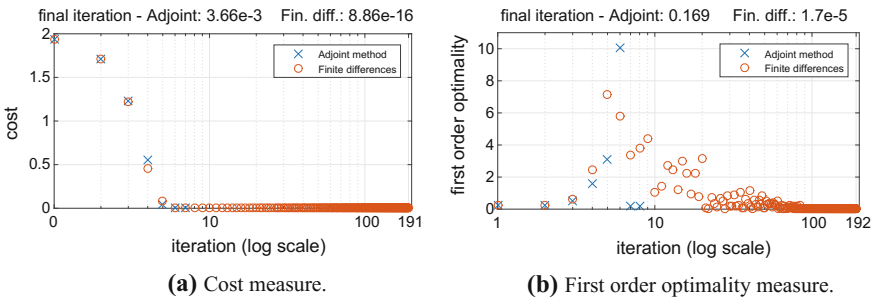 final iteration - Adjoint: 3.66e-3 Fin. diff.: 8.86e-16
2
1.5
1
0.5
0
cost
Adjoint method
Finite differences
0 10 100 191
iteration (log scale)
(a) Cost measure.
final iteration - Adjoint: 0.169 Fin. diff.: 1.7e-5
10
8
6
4
2
0
first order optimality
Adjoint method
Finite differences
1 10 100 192
iteration (log scale)
(b) First order optimality measure.